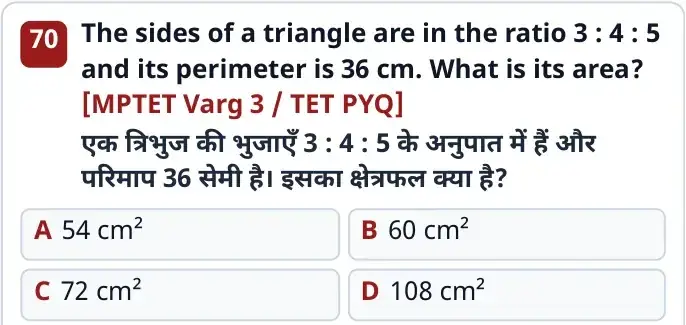 70 The sides of a triangle are in the ratio 3 : 4 : 5
and its perimeter is 36 cm. What is its area?
[MPTET Varg 3 / TET PYQ]
एक त्रिभुज की भुजाएँ 3 : 4 : 5 के अनुपात में हैं और
परिमाप 36 सेमी है। इसका क्षेत्रफल क्या है?
A 54 cm² B 60 cm²
C 72 cm² D 108 cm²